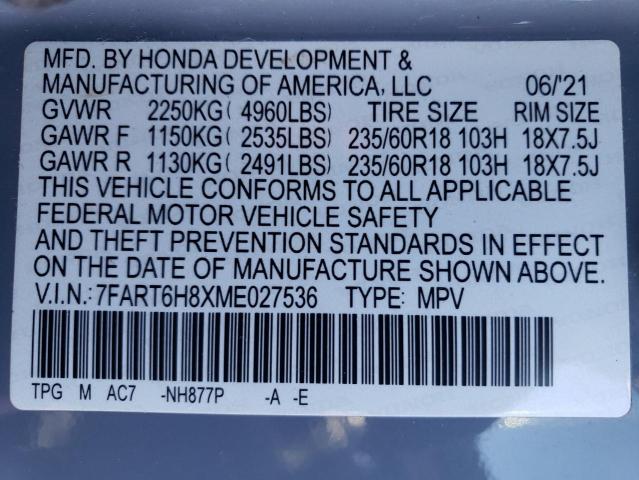 MFD. BY HONDA DEVELOPMENT &
MANUFACTURING OF AMERICA, LLC 06/'21
GVWR 2250KG( 4960LBS) TIRE SIZE RIM SIZE
GAWR F 1150KG( 2535LBS) 235/60R18 103H 18X7.5J
GAWR R 1130KG( 2491LBS) 235/60R18 103H 18X7.5J
THIS VEHICLE CONFORMS TO ALL APPLICABLE
FEDERAL MOTOR VEHICLE SAFETY
AND THEFT PREVENTION STANDARDS IN EFFECT
ON THE DATE OF MANUFACTURE SHOWN ABOVE.
V.I.N.: 7FART6H8XME027536 TYPE: MPV
TPG M AC7 -NH877P -A -E